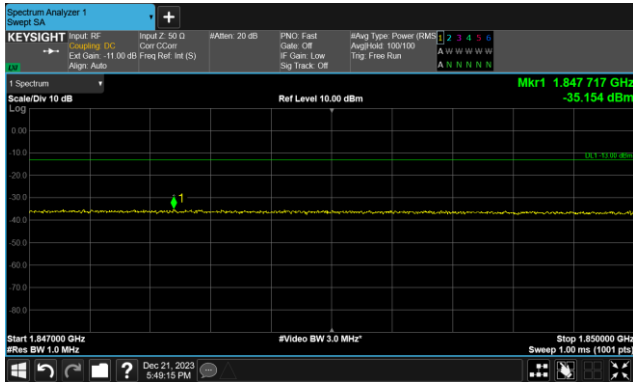 Spectrum Analyzer 1
Swept SA
+
KEYSIGHT
Input: RF
Coupling: DC
Ext Gain: -11.00 dB
Align: Auto
Input Z: 50 Ω
Corr CCorr
Freq Ref: Int (S)
#Atten: 20 dB
PNO: Fast
Gate: Off
IF Gain: Low
Sig Track: Off
#Avg Type: Power (RMS
Avg|Hold: 100/100
Trig: Free Run
1 2 3 4 5 6
A W W W W W
A N N N N N
1 Spectrum
Mkr1 1.847 717 GHz
Scale/Div 10 dB
Ref Level 10.00 dBm
-35.154 dBm
Log
0.00
-10.0
DL1 -13.00 dBm
-20.0
1
-30.0
-40.0
-50.0
-60.0
-70.0
-80.0
Start 1.847000 GHz
#Video BW 3.0 MHz*
Stop 1.850000 GHz
#Res BW 1.0 MHz
Sweep 1.00 ms (1001 pts)
?
Dec 21, 2023
5:49:15 PM